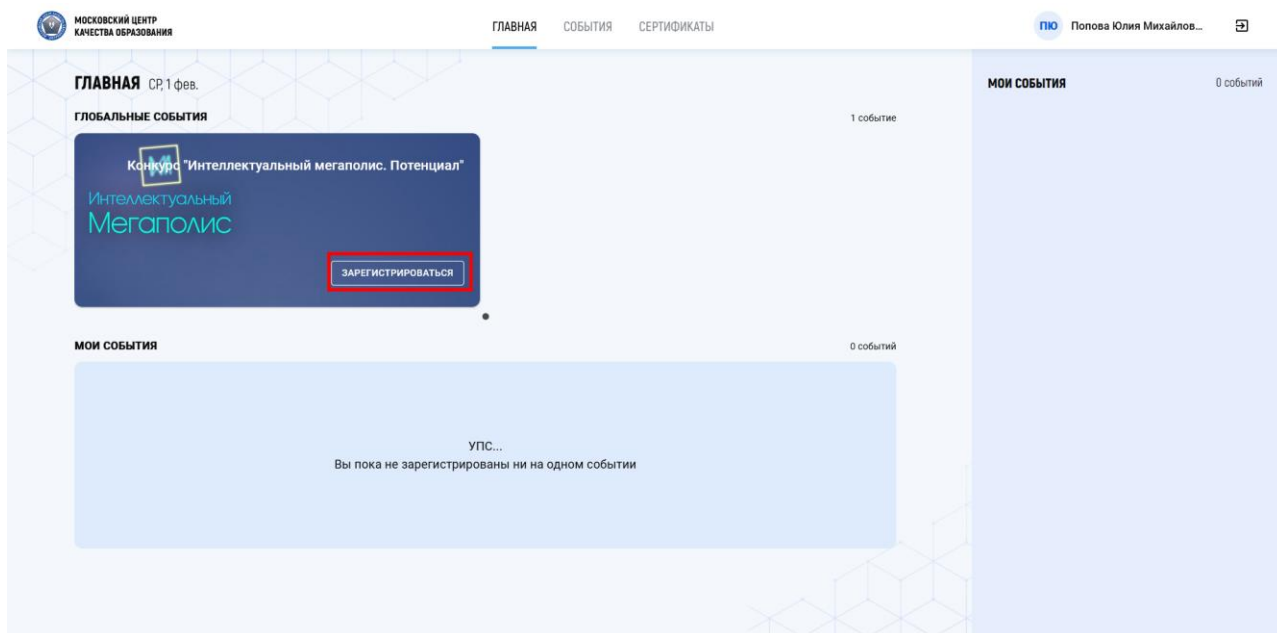 МОСКОВСКИЙ ЦЕНТР
КАЧЕСТВА ОБРАЗОВАНИЯ
ГЛАВНАЯ СОБЫТИЯ СЕРТИФИКАТЫ
ПЮ Попова Юлия Михайлов...
ГЛАВНАЯ СР, 1 фев.
ГЛОБАЛЬНЫЕ СОБЫТИЯ 1 событие
Конкурс "Интеллектуальный мегаполис. Потенциал"
Интеллектуальный
Мегаполис
ЗАРЕГИСТРИРОВАТЬСЯ
МОИ СОБЫТИЯ 0 событий
УПС...
Вы пока не зарегистрированы ни на одном событии
МОИ СОБЫТИЯ 0 событий